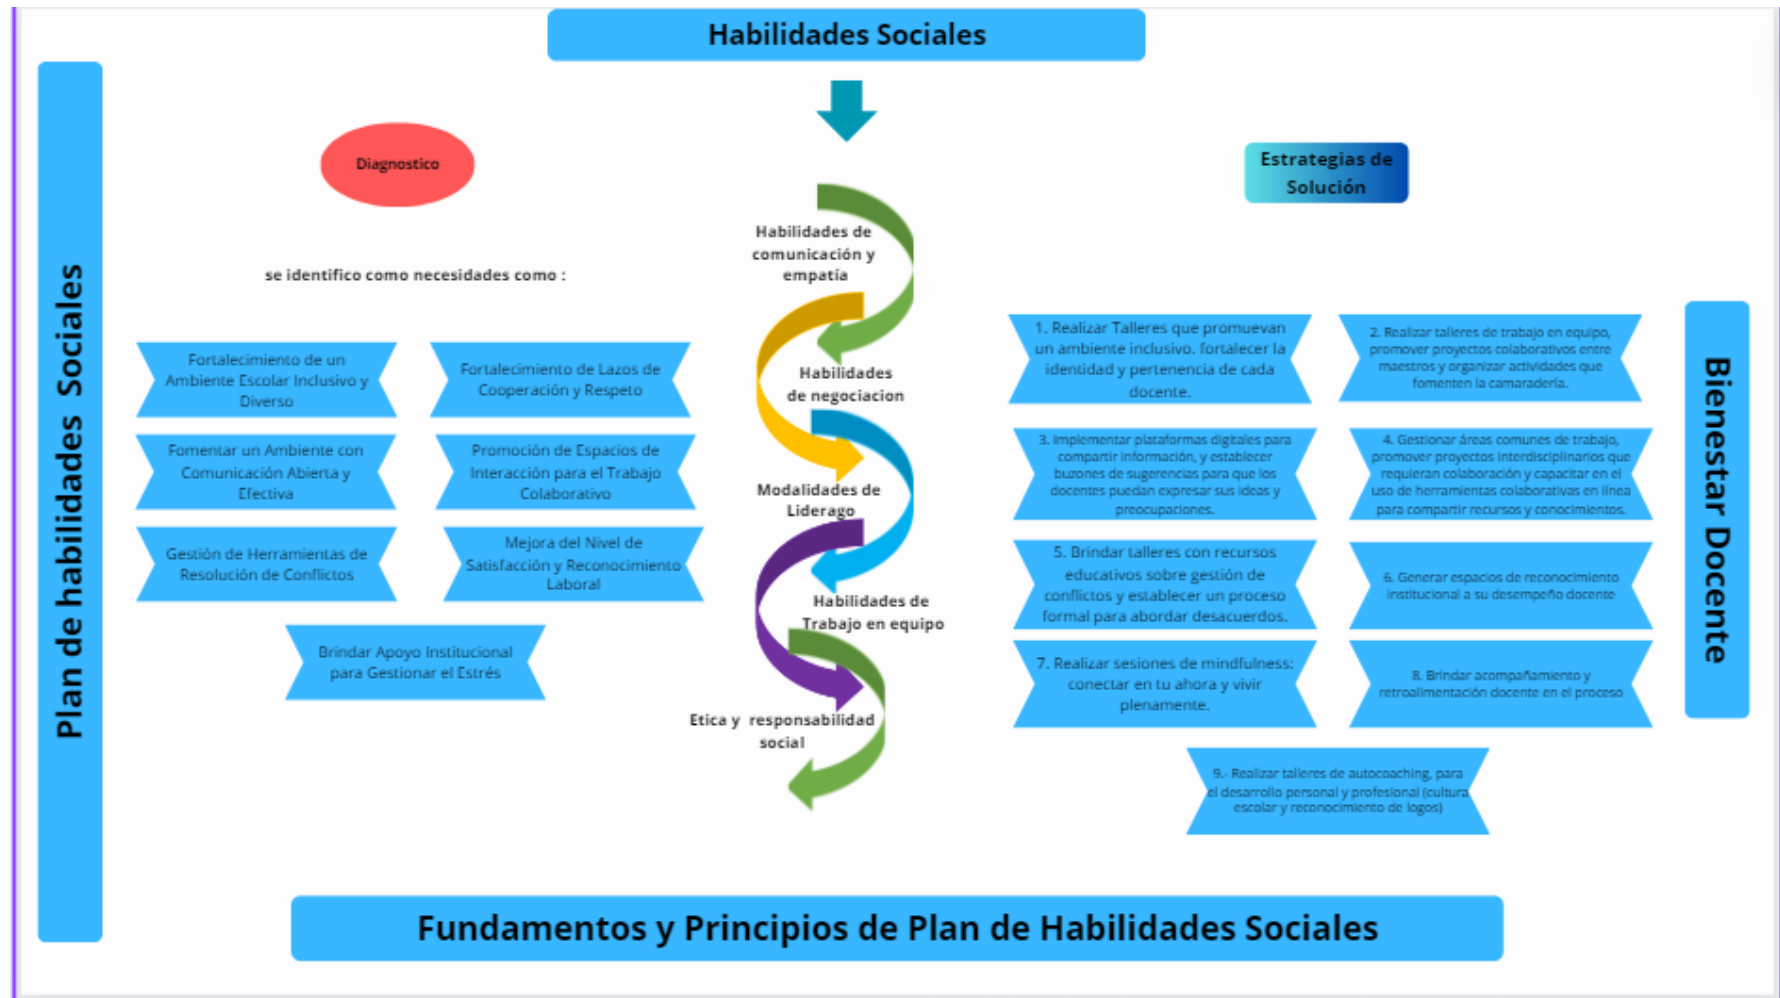 Habilidades Sociales
Plan de habilidades Sociales
Diagnostico
se identifico como necesidades como :
Fortalecimiento de un
Ambiente Escolar Inclusivo y
Diverso
Fortalecimiento de Lazos de
Cooperación y Respeto
Fomentar un Ambiente con
Comunicación Abierta y
Efectiva
Promoción de Espacios de
Interacción para el Trabajo
Colaborativo
Gestión de Herramientas de
Resolución de Conflictos
Mejora del Nivel de
Satisfacción y Reconocimiento
Laboral
Brindar Apoyo Institucional
para Gestionar el Estrés
Habilidades de
comunicación y
empatía
Habilidades
de negociacion
Modalidades de
Liderago
Habilidades de
Trabajo en equipo
Etica y responsabilidad
social
Estrategias de
Solución
1. Realizar Talleres que promuevan
un ambiente inclusivo. fortalecer la
identidad y pertenencia de cada
docente.
2. Realizar talleres de trabajo en equipo,
promover proyectos colaborativos entre
maestros y organizar actividades que
fomenten la camaradería.
3. Implementar plataformas digitales para
compartir información, y establecer
buzones de sugerencias para que los
docentes puedan expresar sus ideas y
preocupaciones.
4. Gestionar áreas comunes de trabajo,
promover proyectos interdisciplinarios que
requieran colaboración y capacitar en el
uso de herramientas colaborativas en línea
para compartir recursos y conocimientos.
5. Brindar talleres con recursos
educativos sobre gestión de
conflictos y establecer un proceso
formal para abordar desacuerdos.
6. Generar espacios de reconocimiento
institucional a su desempeño docente
7. Realizar sesiones de mindfulness:
conectar en tu ahora y vivir
plenamente.
8. Brindar acompañamiento y
retroalimentación docente en el proceso
9.- Realizar talleres de autocoaching, para
el desarrollo personal y profesional (cultura
escolar y reconocimiento de logos)
Bienestar Docente
Fundamentos y Principios de Plan de Habilidades Sociales